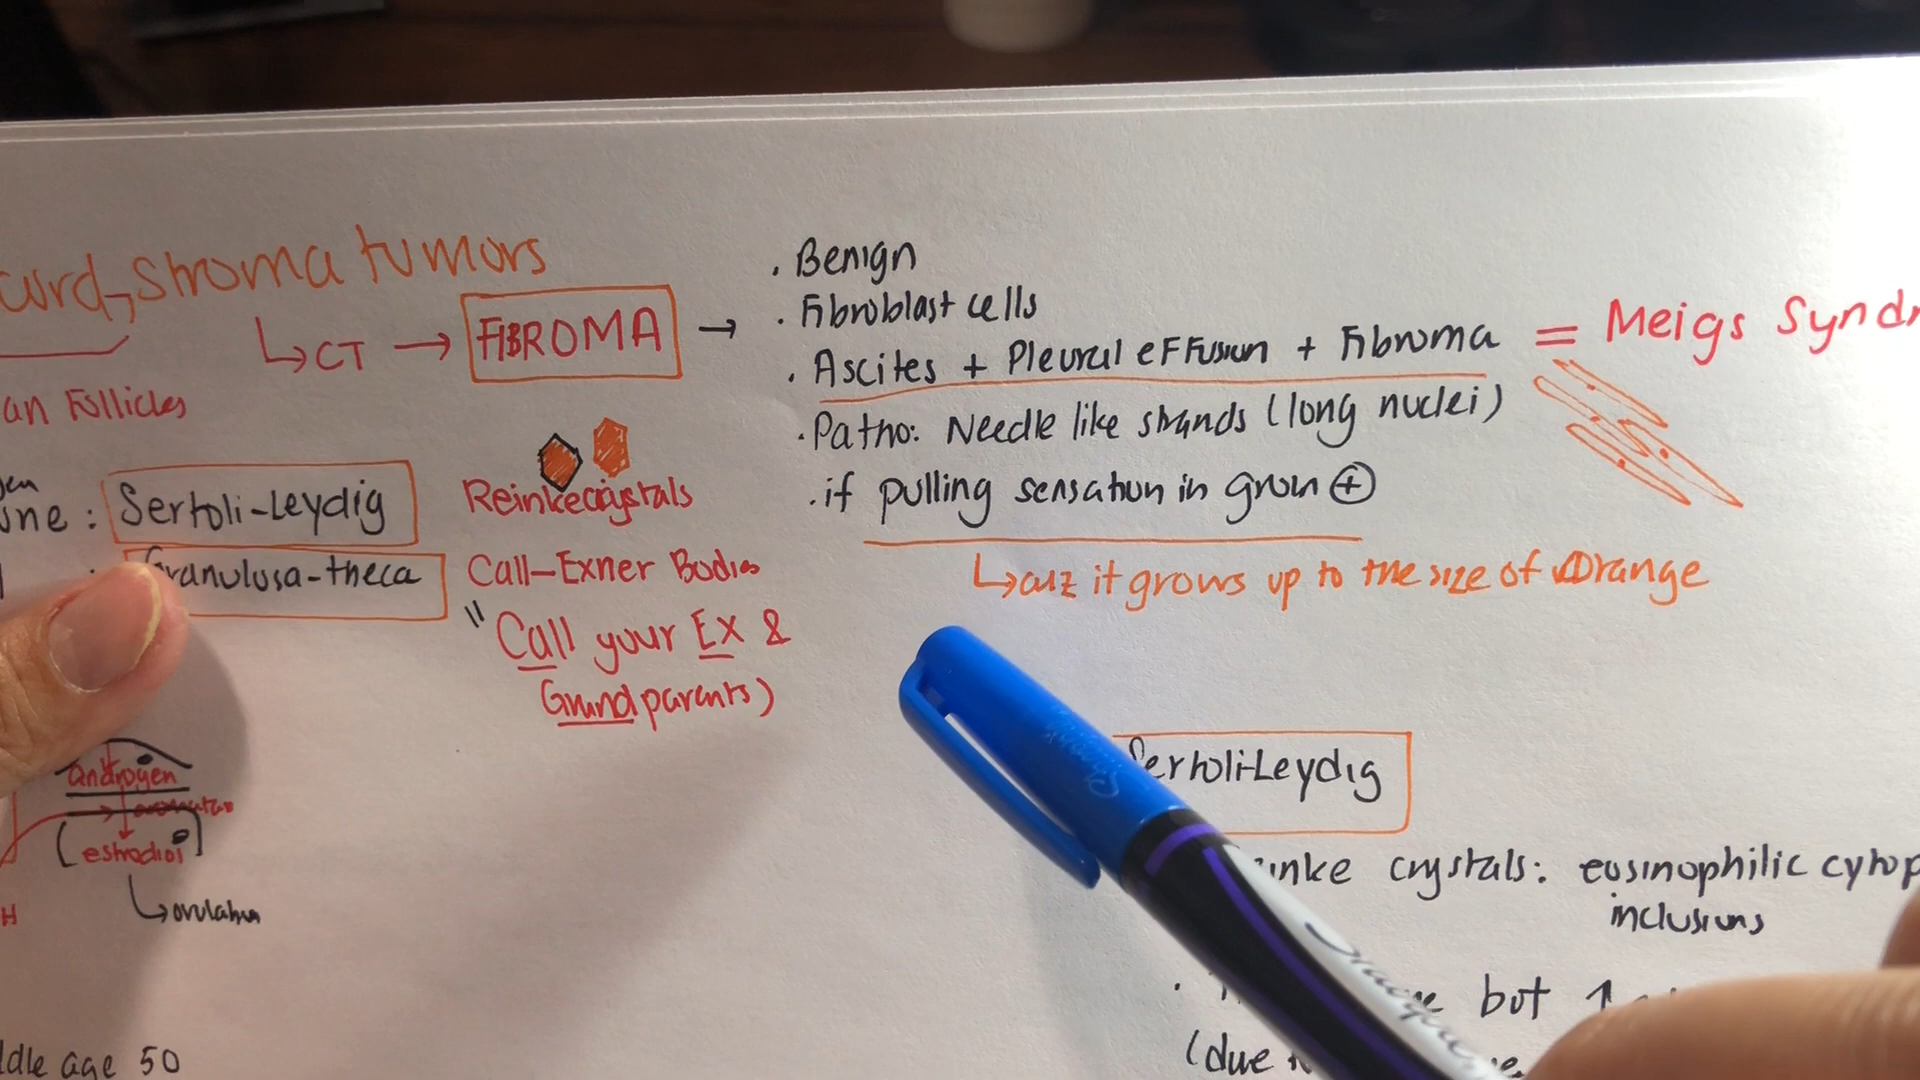 cord, stroma tumors
CT → FIBROMA →
. Benign
. Fibroblast cells
. Ascites + Pleural effusion + Fibroma = Meigs Syndr
. Patho: Needle like strands (long nuclei)
. if pulling sensation in groin ⊕
cuz it grows up to the size of orange
an Follicles
: Sertoli-Leydig
Reinke crystals
Granulosa-theca
Call-Exner Bodies
"Call your Ex &
Grandparents)
androgen
(estradiol)
ovulation
H
ddle age 50
Sertoli-Leydig
inke crystals: eosinophilic cytop
inclusions
but ↑
(due